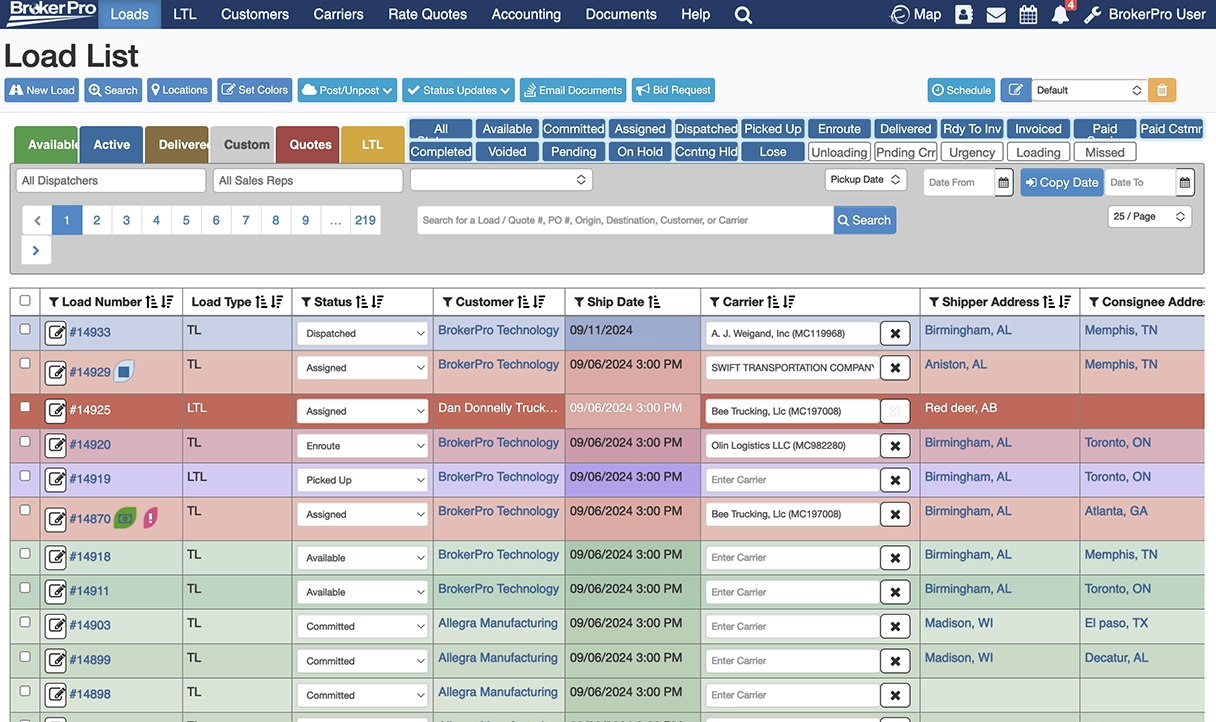 BrokerPro Loads LTL Customers Carriers Rate Quotes Accounting Documents Help Map 4 BrokerPro User
Load List
New Load Search Locations Set Colors Post/Unpost Status Updates Email Documents Bid Request Schedule Default
All Available Committed Assigned Dispatched Picked Up Enroute Delivered Rdy To Inv Invoiced Paid Paid Cstmr
Available Active Delivered Custom Quotes LTL
Completed Voided Pending On Hold Ccntng Hld Lose Unloading Pnding Crr Urgency Loading Missed
All Dispatchers All Sales Reps Pickup Date Date From Copy Date Date To
1 2 3 4 5 6 7 8 9 ... 219 Search for a Load / Quote #, PO #, Origin, Destination, Customer, or Carrier Search 25 / Page
Load Number Load Type Status Customer Ship Date Carrier Shipper Address Consignee Addre
#14933 TL Dispatched BrokerPro Technology 09/11/2024 A. J. Weigand, Inc (MC119968) Birmingham, AL Memphis, TN
#14929 TL Assigned BrokerPro Technology 09/06/2024 3:00 PM SWIFT TRANSPORTATION COMPANY Aniston, AL Memphis, TN
#14925 LTL Assigned Dan Donnelly Truck... 09/06/2024 3:00 PM Bee Trucking, Llc (MC197008) Red deer, AB
#14920 TL Enroute BrokerPro Technology 09/06/2024 3:00 PM Olin Logistics LLC (MC982280) Birmingham, AL Toronto, ON
#14919 LTL Picked Up BrokerPro Technology 09/06/2024 3:00 PM Enter Carrier Birmingham, AL Toronto, ON
#14870 TL Assigned BrokerPro Technology 09/06/2024 3:00 PM Bee Trucking, Llc (MC197008) Birmingham, AL Atlanta, GA
#14918 TL Available BrokerPro Technology 09/06/2024 3:00 PM Enter Carrier Birmingham, AL Memphis, TN
#14911 TL Available BrokerPro Technology 09/06/2024 3:00 PM Enter Carrier Birmingham, AL Toronto, ON
#14903 TL Committed Allegra Manufacturing 09/06/2024 3:00 PM Enter Carrier Madison, WI El paso, TX
#14899 TL Committed Allegra Manufacturing 09/06/2024 3:00 PM Enter Carrier Madison, WI Decatur, AL
#14898 TL Committed Allegra Manufacturing 09/06/2024 3:00 PM Enter Carrier